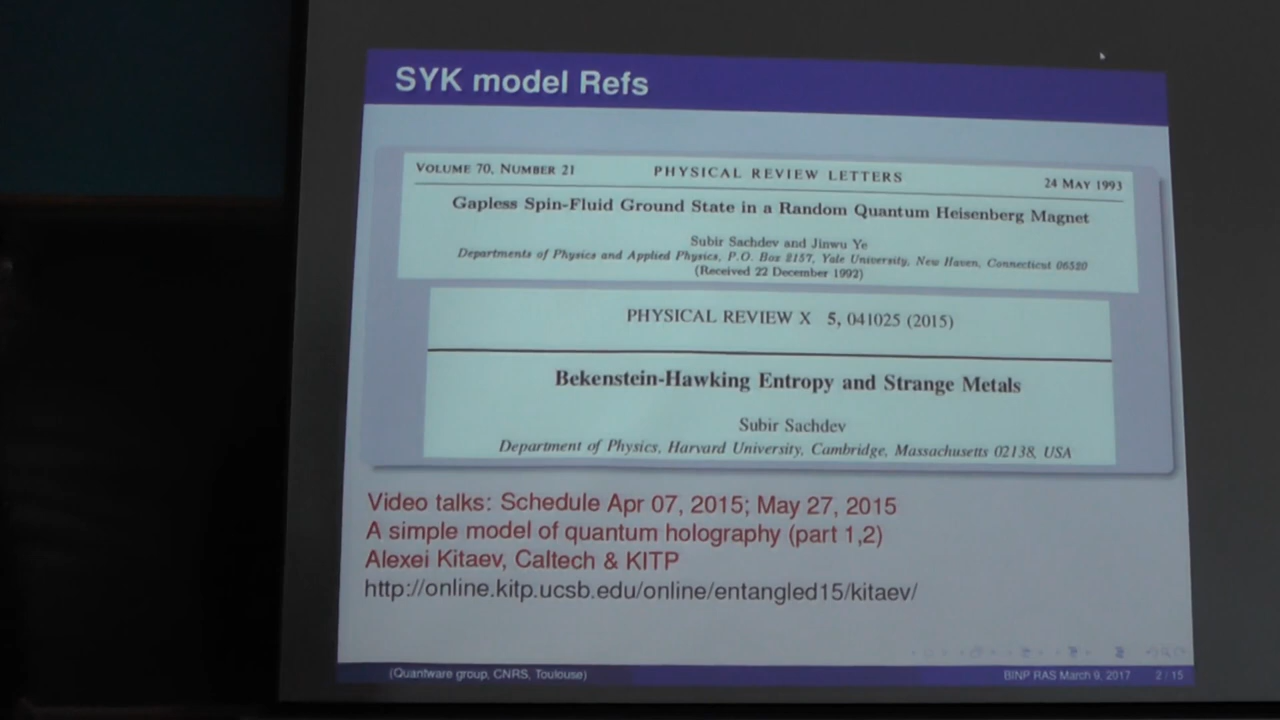 SYK model Refs
VOLUME 70, NUMBER 21 PHYSICAL REVIEW LETTERS 24 MAY 1993
Gapless Spin-Fluid Ground State in a Random Quantum Heisenberg Magnet
Subir Sachdev and Jinwu Ye
Departments of Physics and Applied Physics, P.O. Box 2157, Yale University, New Haven, Connecticut 06520
(Received 22 December 1992)
PHYSICAL REVIEW X 5, 041025 (2015)
Bekenstein-Hawking Entropy and Strange Metals
Subir Sachdev
Department of Physics, Harvard University, Cambridge, Massachusetts 02138, USA
Video talks: Schedule Apr 07, 2015; May 27, 2015
A simple model of quantum holography (part 1,2)
Alexei Kitaev, Caltech & KITP
http://online.kitp.ucsb.edu/online/entangled15/kitaev/
(Quantware group, CNRS, Toulouse) BINP RAS March 9, 2017 2 / 15